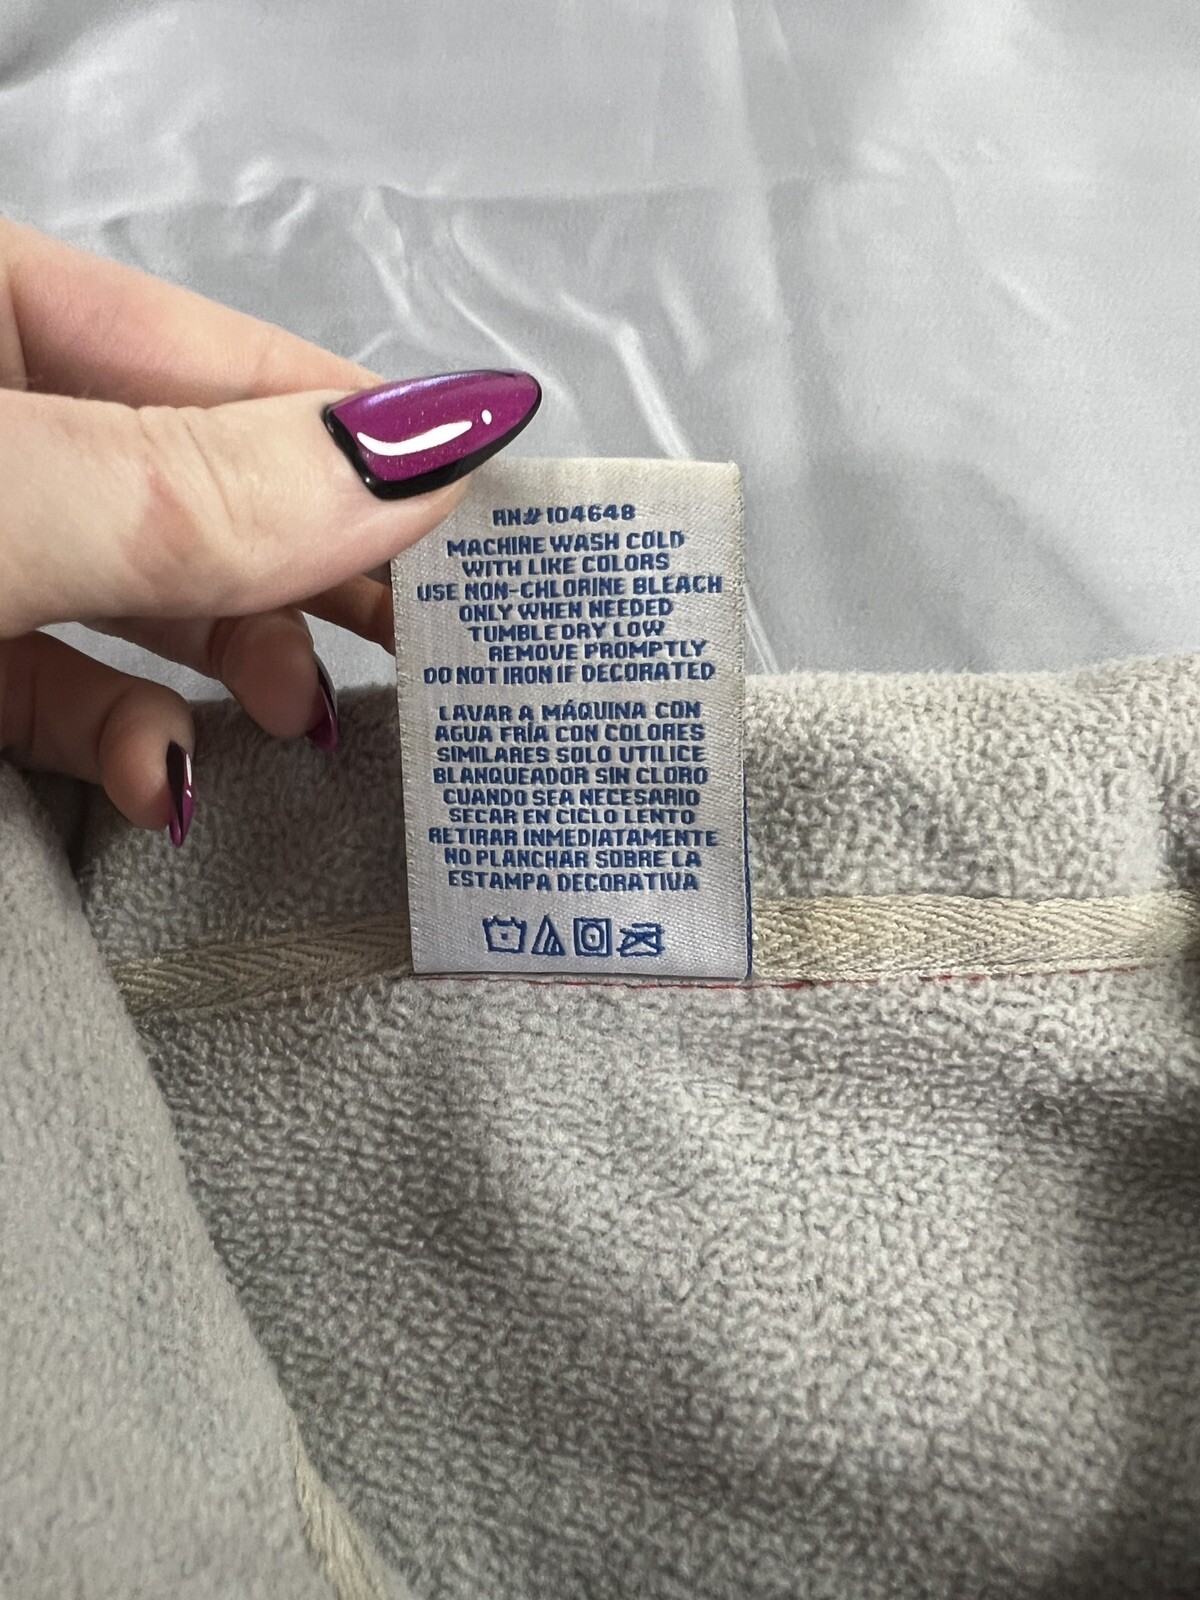 RN# 104648
MACHINE WASH COLD
WITH LIKE COLORS
USE NON-CHLORINE BLEACH
ONLY WHEN NEEDED
TUMBLE DRY LOW
REMOVE PROMPTLY
DO NOT IRON IF DECORATED
LAVAR A MÁQUINA CON
AGUA FRÍA CON COLORES
SIMILARES SOLO UTILICE
BLANQUEADOR SIN CLORO
CUANDO SEA NECESARIO
SECAR EN CICLO LENTO
RETIRAR INMEDIATAMENTE
NO PLANCHAR SOBRE LA
ESTAMPA DECORATIVA